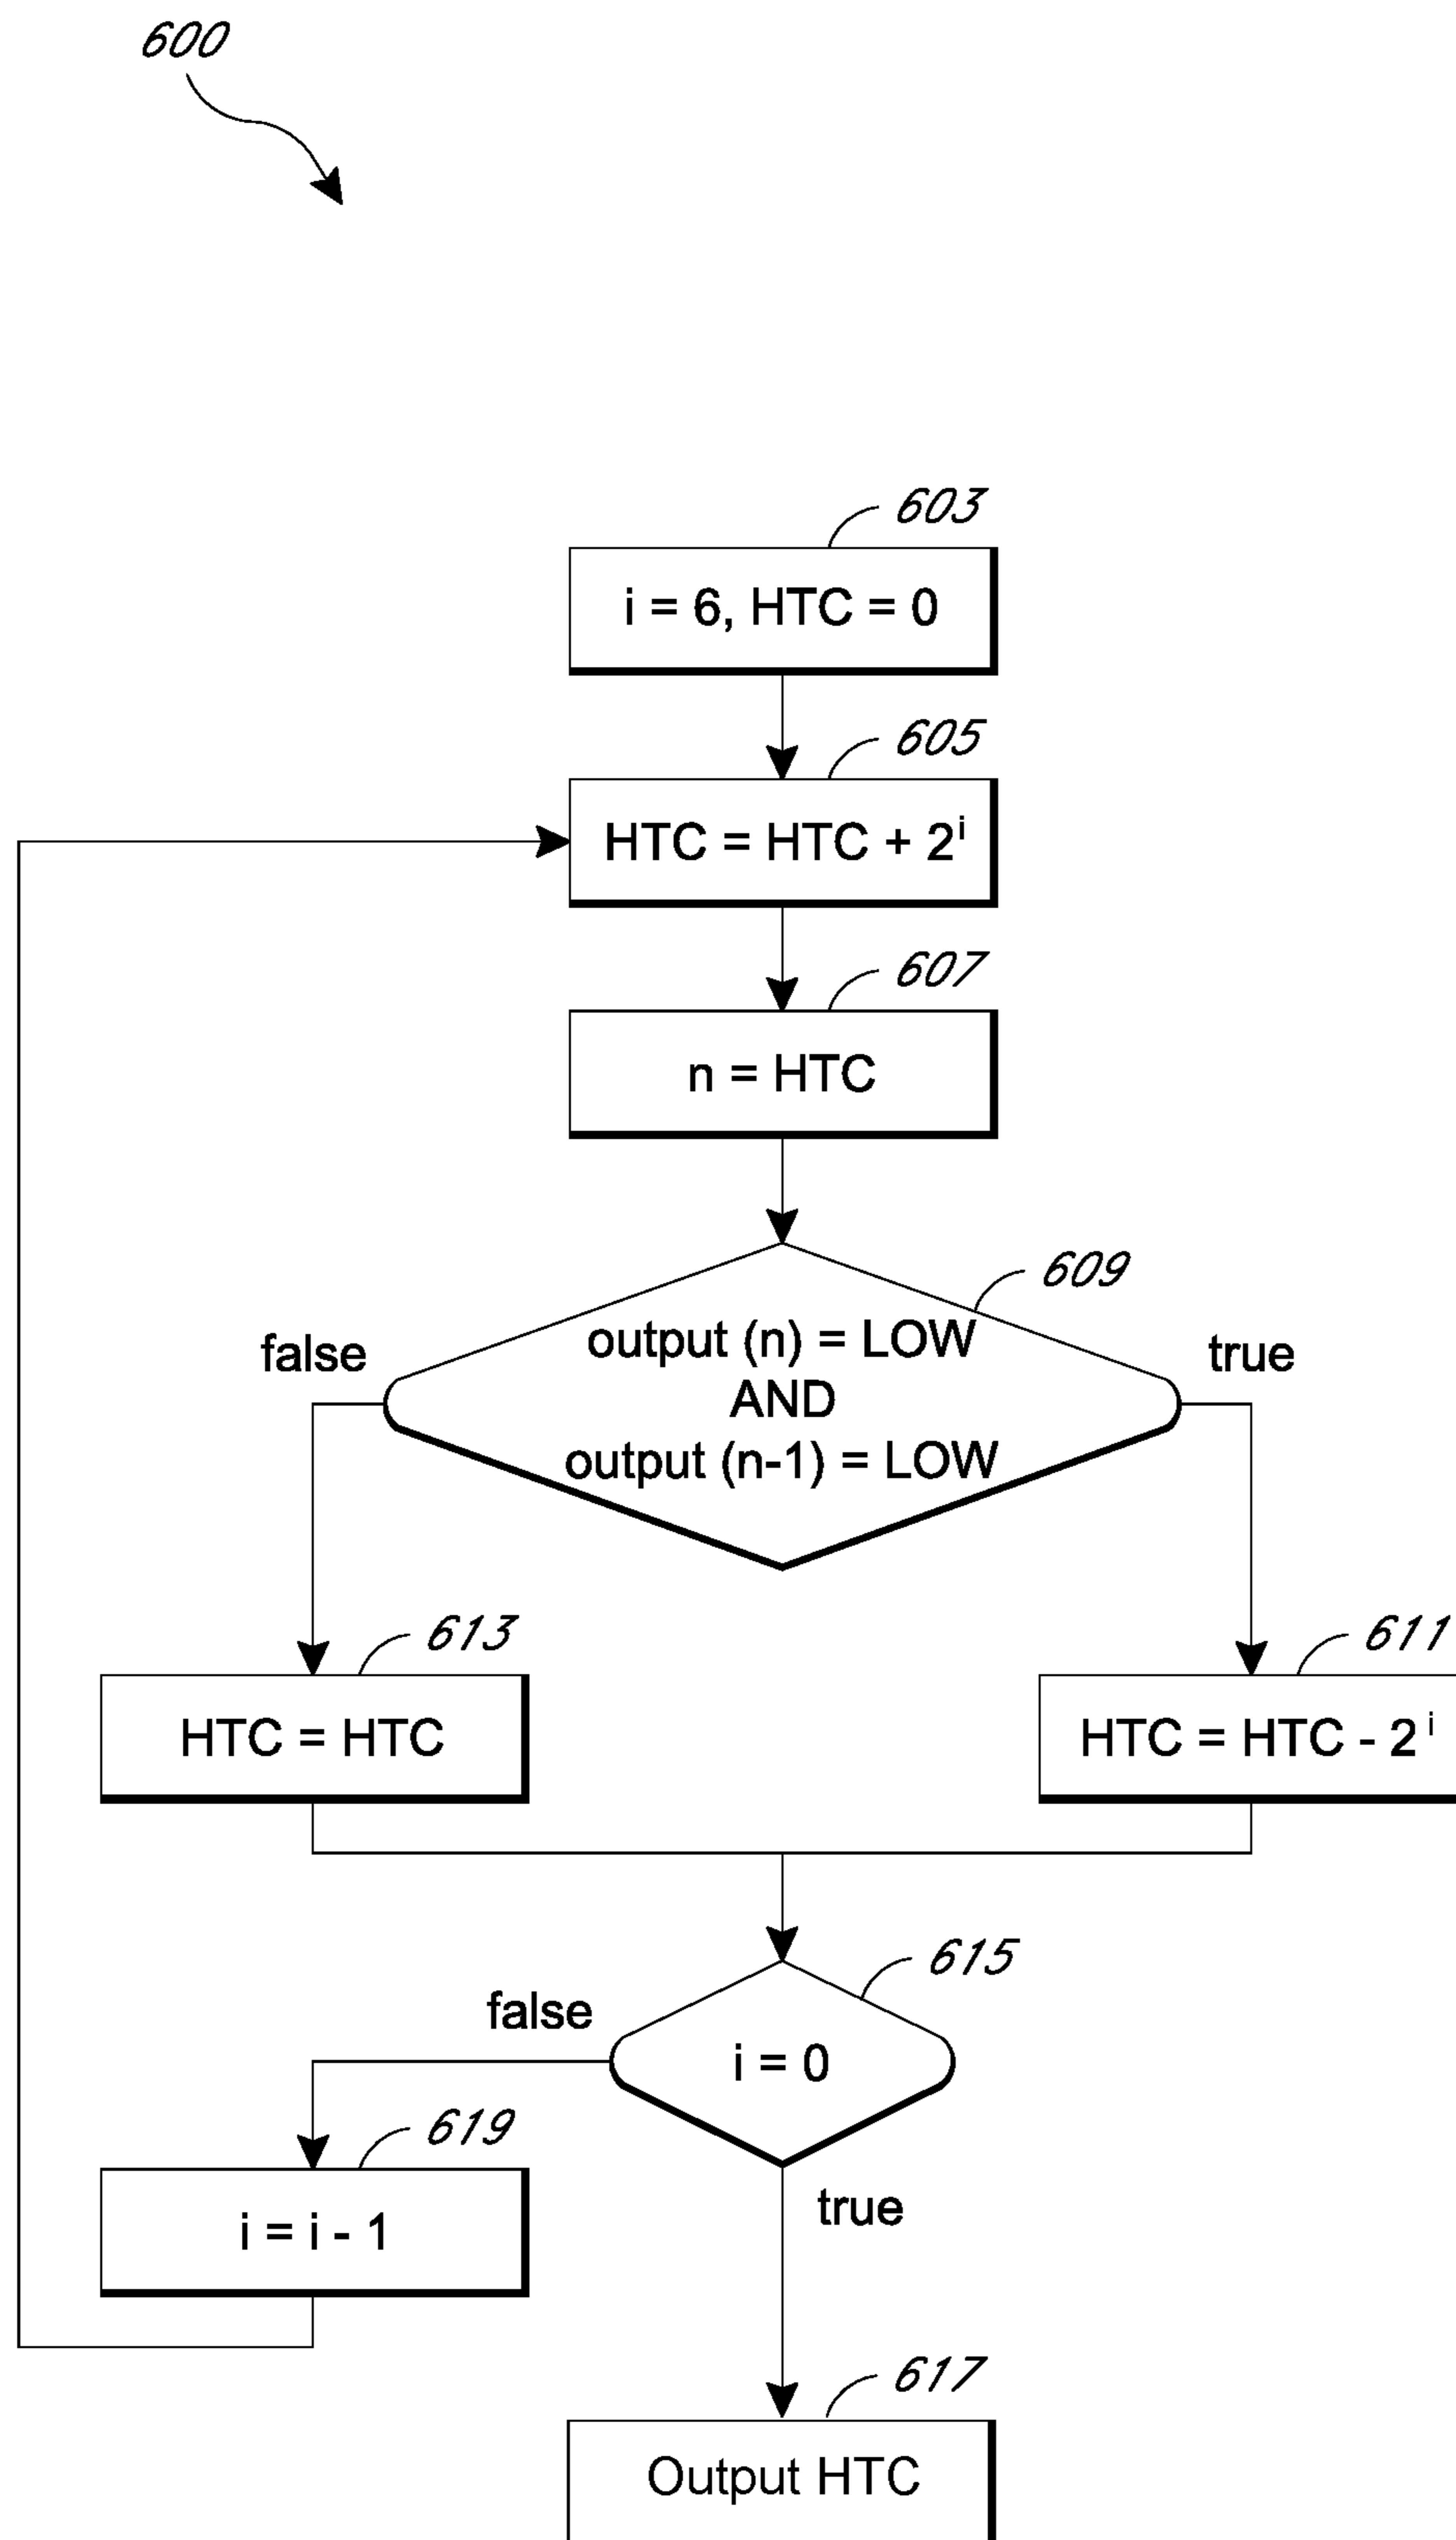 600
603
i = 6, HTC = 0
605
HTC = HTC + 2^i
607
n = HTC
609
output (n) = LOW
AND
output (n-1) = LOW
false
true
613
HTC = HTC
611
HTC = HTC - 2^i
615
i = 0
false
619
i = i - 1
true
617
Output HTC